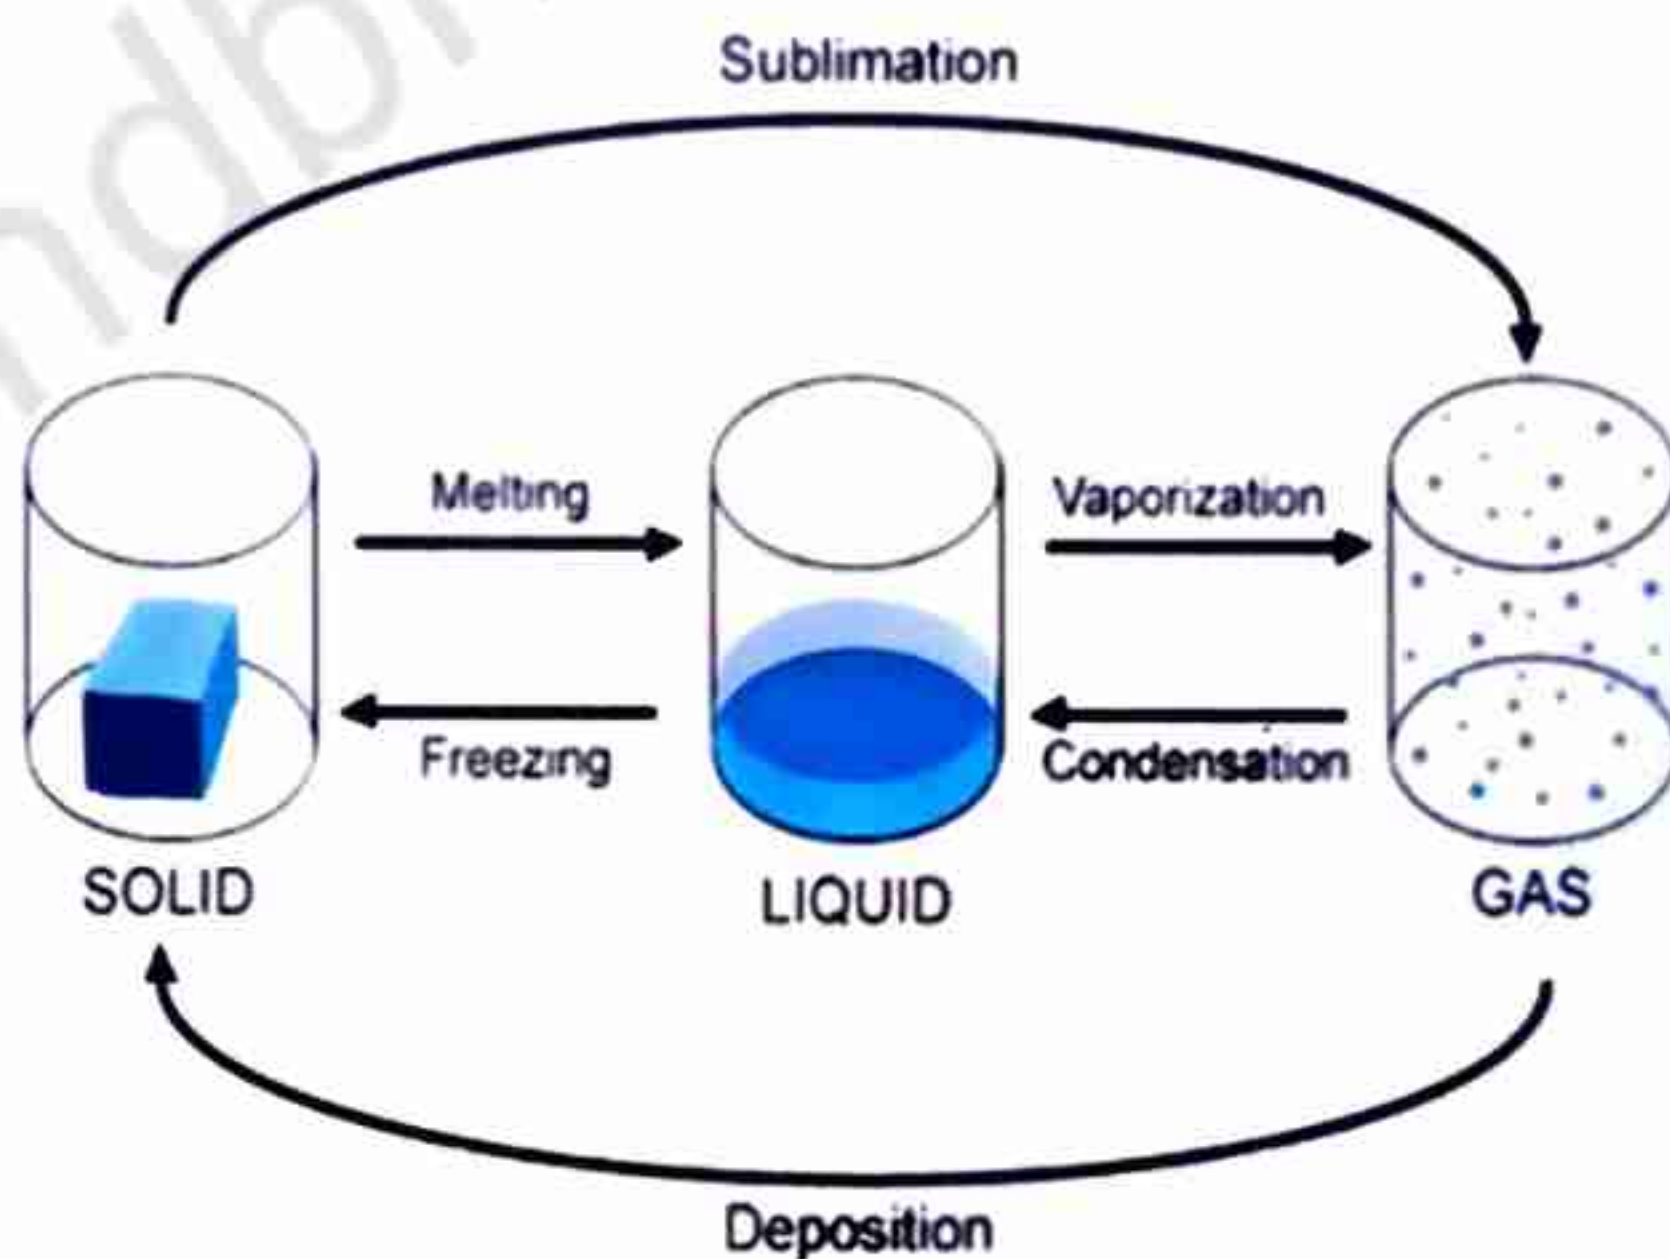 Sublimation
Melting
Vaporization
Freezing
Condensation
SOLID
LIQUID
GAS
Deposition